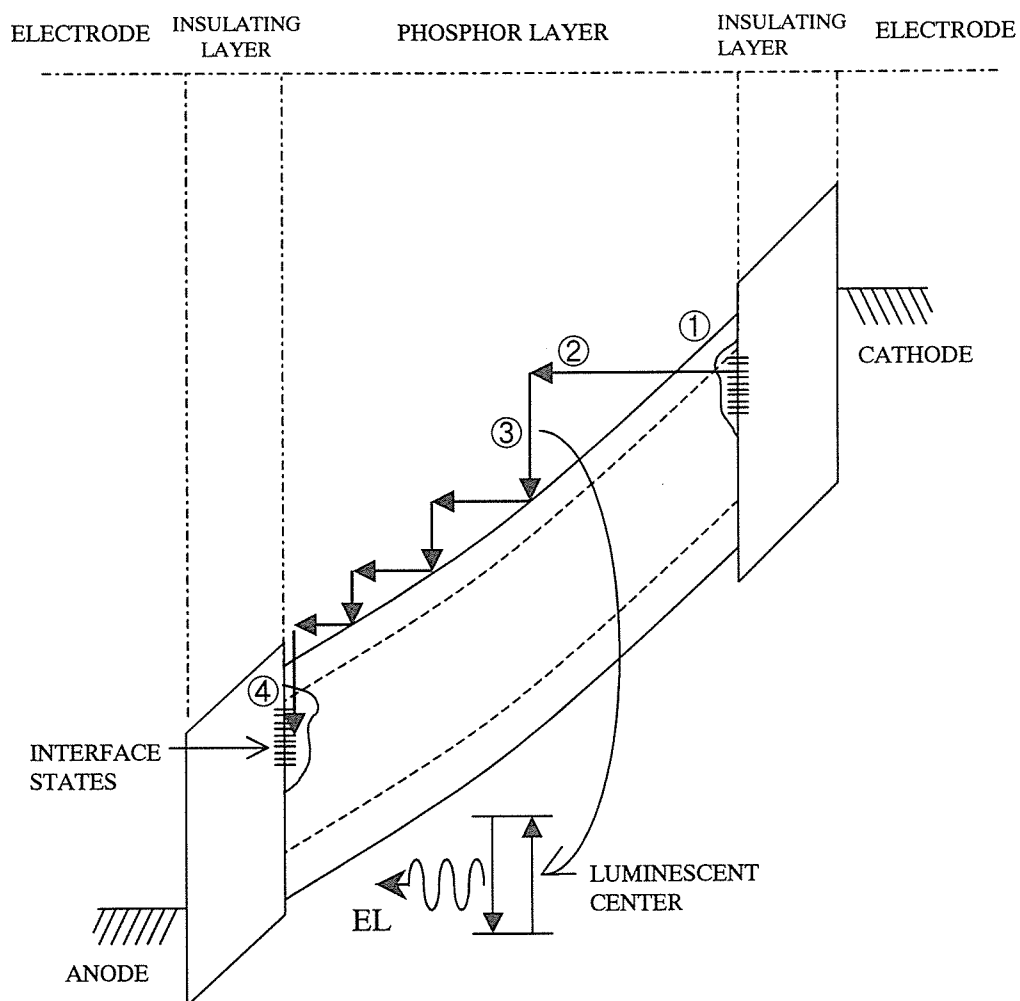 ELECTRODE
INSULATING
LAYER
PHOSPHOR LAYER
INSULATING
LAYER
ELECTRODE
①
②
CATHODE
③
④
INTERFACE
STATES
LUMINESCENT
CENTER
EL
ANODE